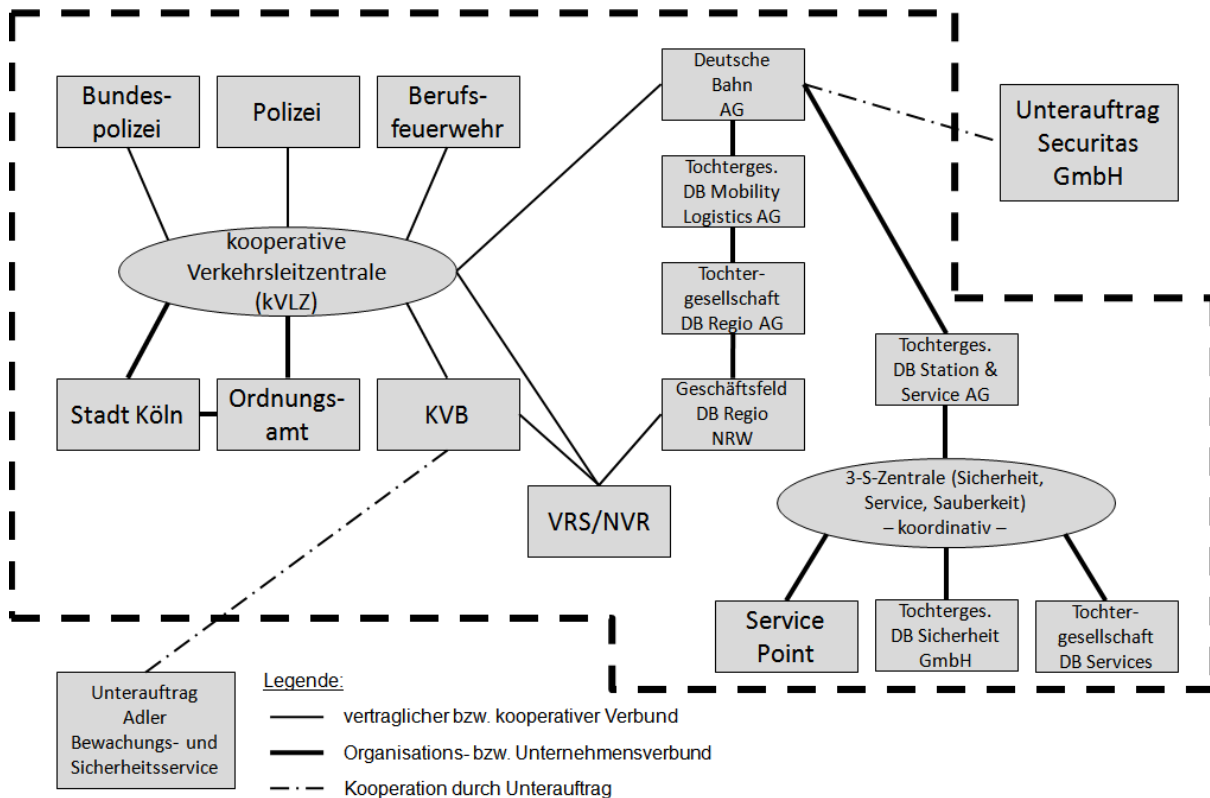 Bundes-
polizei
Polizei
Berufs-
feuerwehr
Deutsche
Bahn
AG
Unterauftrag
Securitas
GmbH
Tochterges.
DB Mobility
Logistics AG
kooperative
Verkehrsleitzentrale
(kVLZ)
Tochter-
gesellschaft
DB Regio AG
Tochterges.
DB Station &
Service AG
Stadt Köln
Ordnungs-
amt
KVB
Geschäftsfeld
DB Regio
NRW
3-S-Zentrale (Sicherheit,
Service, Sauberkeit)
– koordinativ –
VRS/NVR
Service
Point
Tochterges.
DB Sicherheit
GmbH
Tochter-
gesellschaft
DB Services
Unterauftrag
Adler
Bewachungs- und
Sicherheitsservice
Legende:
vertraglicher bzw. kooperativer Verbund
Organisations- bzw. Unternehmensverbund
Kooperation durch Unterauftrag